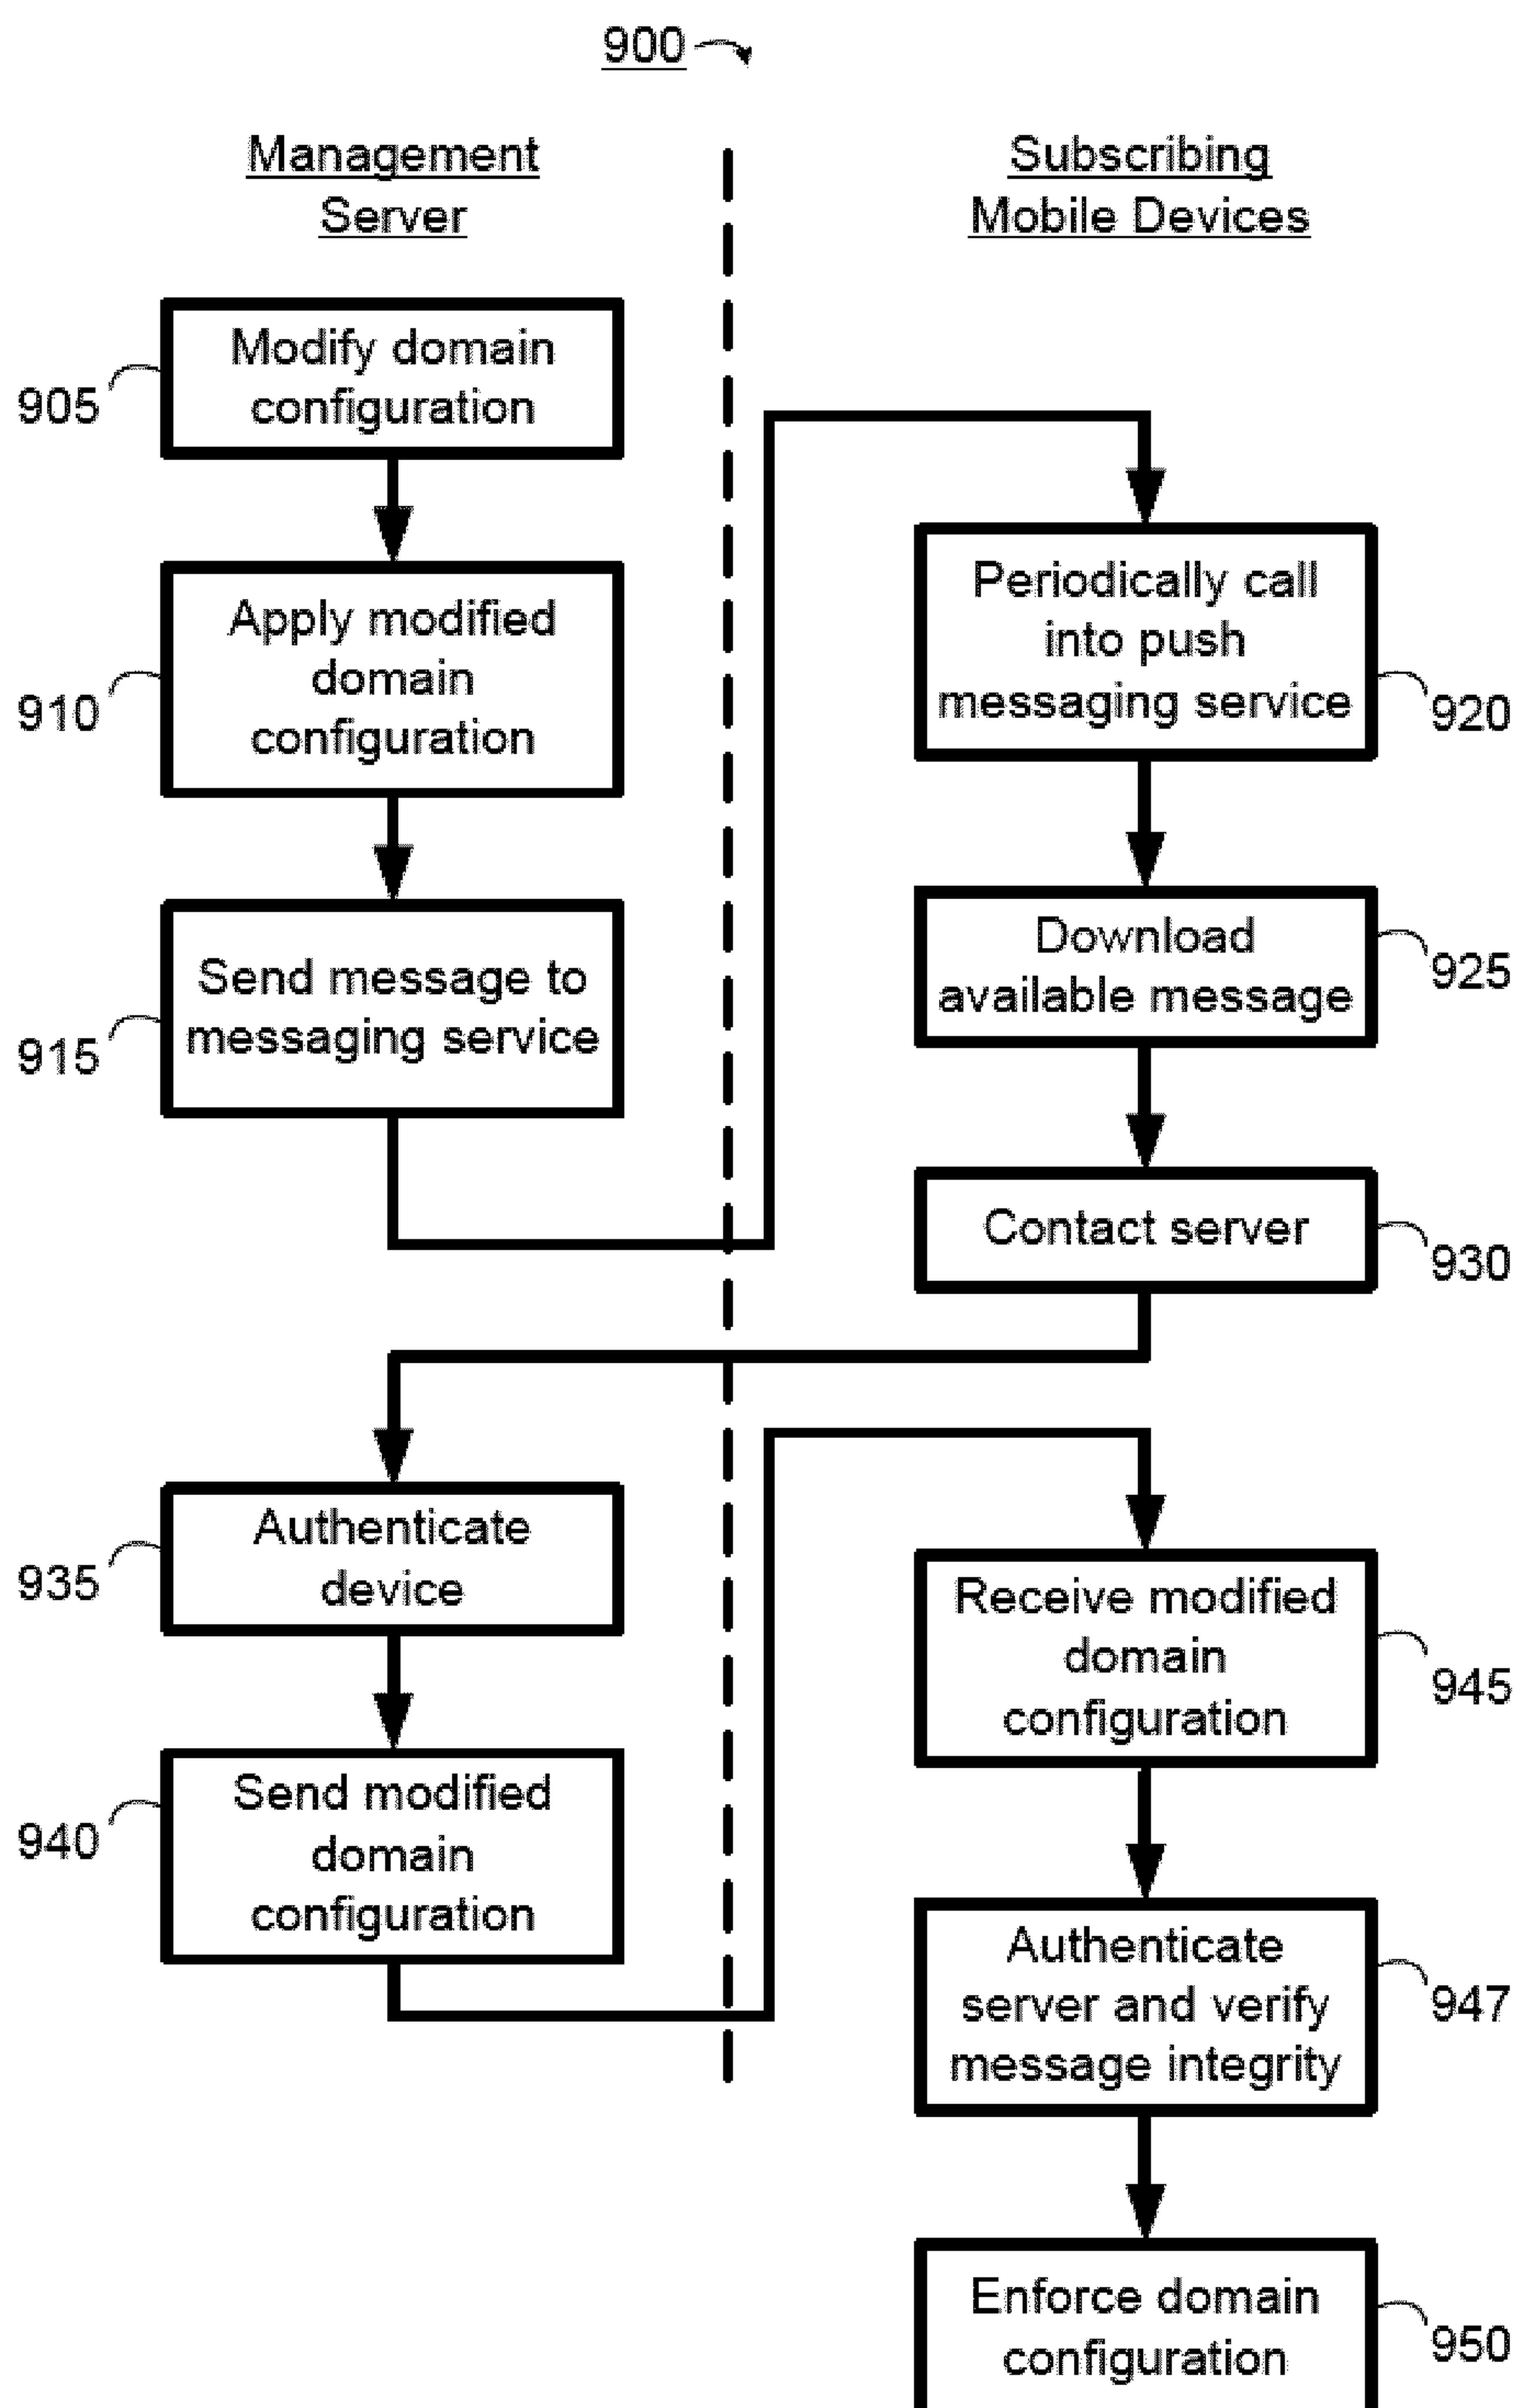 900
Management
Server
Subscribing
Mobile Devices
Modify domain
configuration
905
Apply modified
domain
configuration
910
Send message to
messaging service
915
Periodically call
into push
messaging service
920
Download
available message
925
Contact server
930
Authenticate
device
935
Send modified
domain
configuration
940
Receive modified
domain
configuration
945
Authenticate
server and verify
message integrity
947
Enforce domain
configuration
950